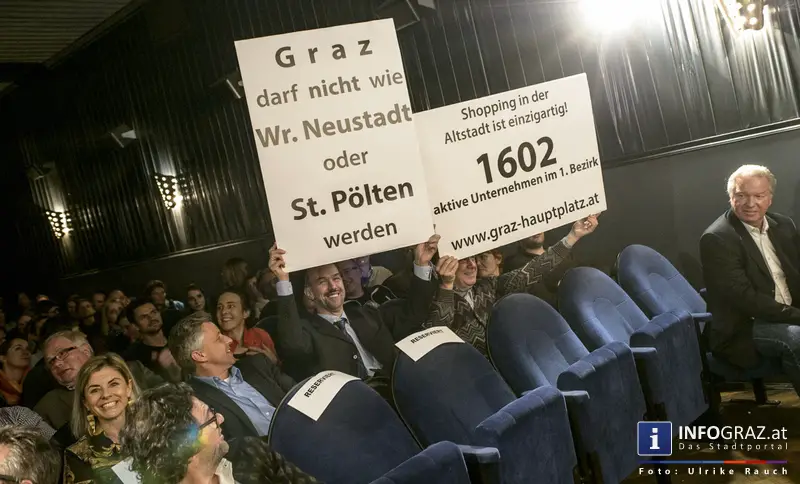 Graz
darf nicht wie
Wr. Neustadt
oder
St. Pölten
werden
Shopping in der
Altstadt ist einzigartig!
1602
aktive Unternehmen im 1. Bezirk
www.graz-hauptplatz.at
RESERVIERT
RESERVIERT
i INFOGRAZ.at
Das Stadtportal
Foto: Ulrike Rauch